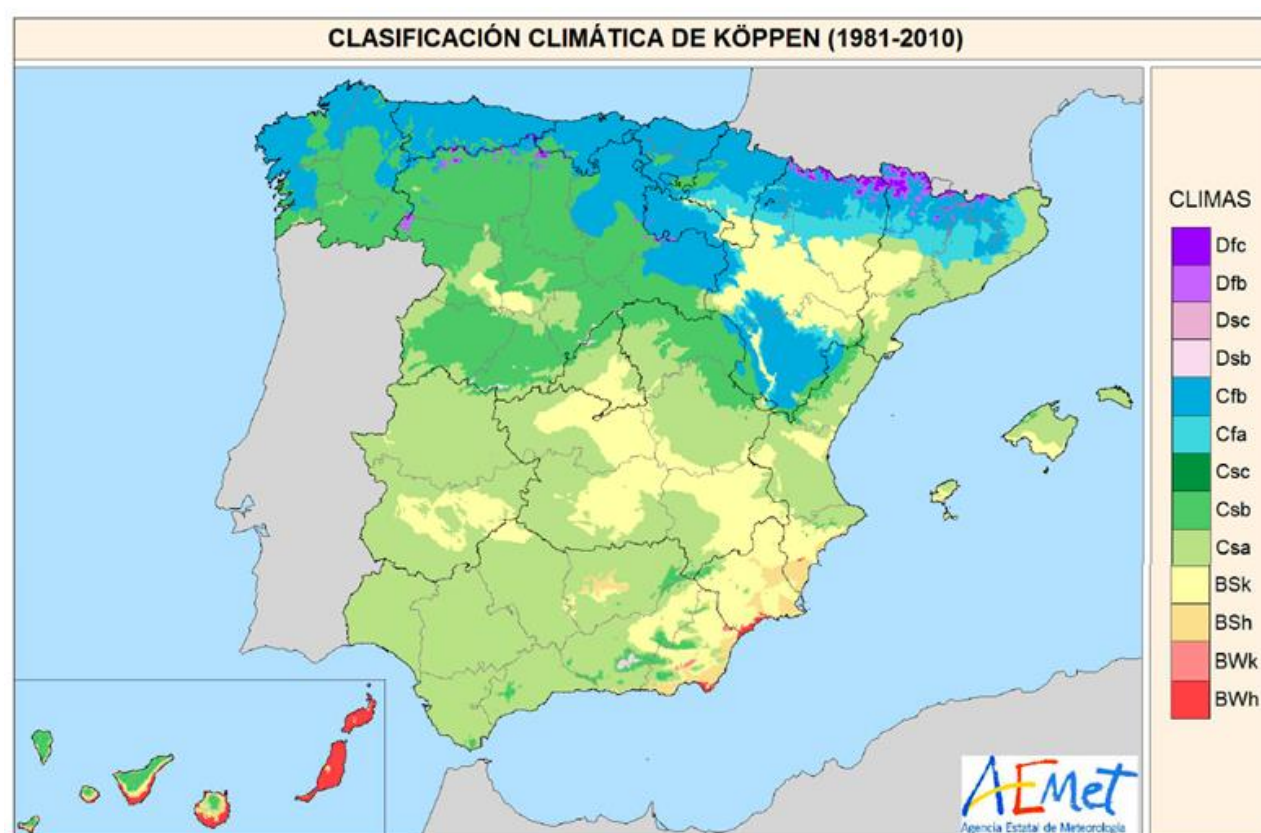 CLASIFICACIÓN CLIMÁTICA DE KÖPPEN (1981-2010)
CLIMAS
Dfc
Dfb
Dsc
Dsb
Cfb
Cfa
Csc
Csb
Csa
BSk
BSh
BWk
BWh
AEMet
Agencia Estatal de Meteorología